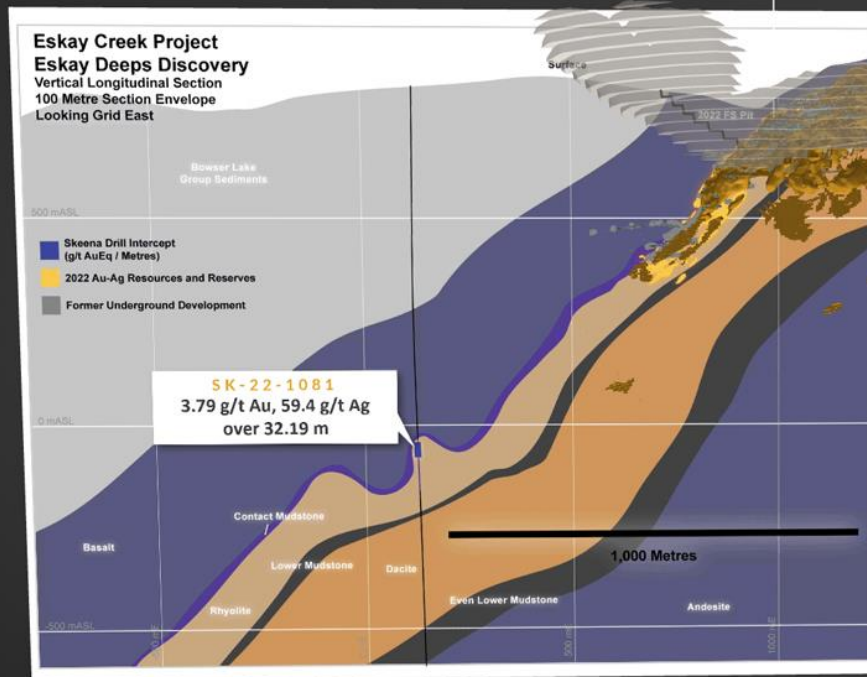 Eskay Creek Project
Eskay Deeps Discovery
Vertical Longitudinal Section
100 Metre Section Envelope
Looking Grid East
Surface
2022 FS Pit
Bowser Lake
Group Sediments
500 mASL
Skeena Drill Intercept
(g/t AuEq / Metres)
2022 Au-Ag Resources and Reserves
Former Underground Development
SK-22-1081
3.79 g/t Au, 59.4 g/t Ag
over 32.19 m
0 mASL
Contact Mudstone
Basalt
Lower Mudstone
Dacite
1,000 Metres
Rhyolite
Even Lower Mudstone
Andesite
-500 mASL
500 mE